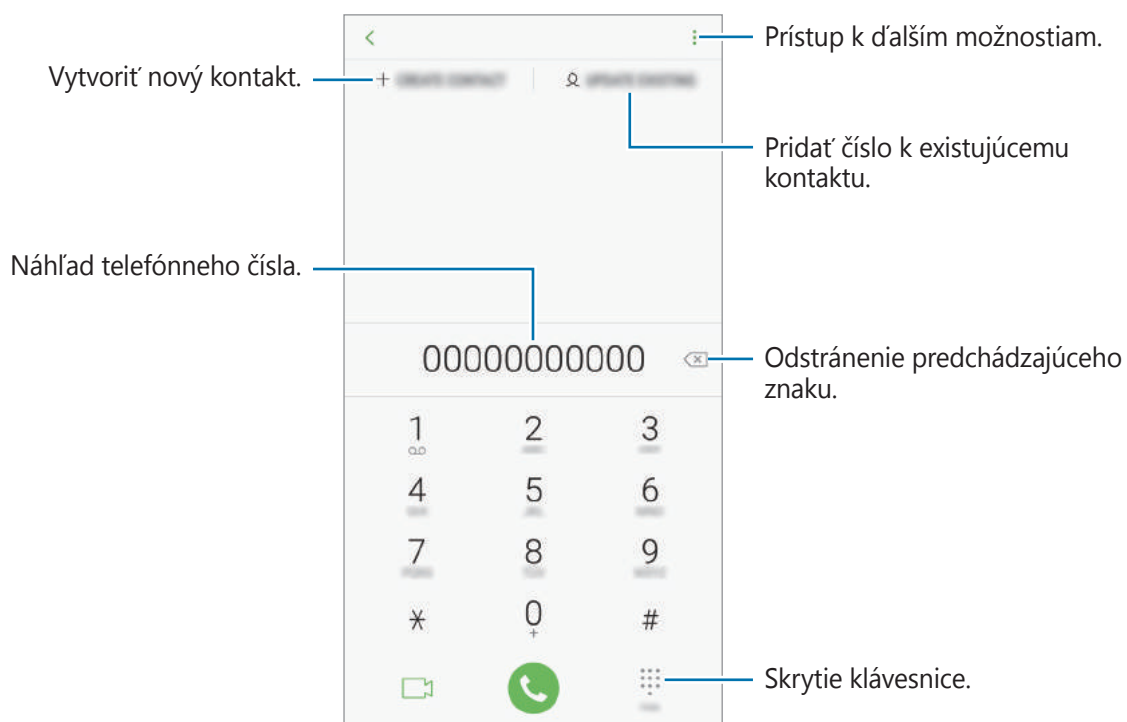 Prístup k ďalším možnostiam.
Vytvoriť nový kontakt.
Pridať číslo k existujúcemu
kontaktu.
Náhľad telefónneho čísla.
00000000000
Odstránenie predchádzajúceho
znaku.
1 2 3
4 5 6
7 8 9
* 0 #
+
Skrytie klávesnice.